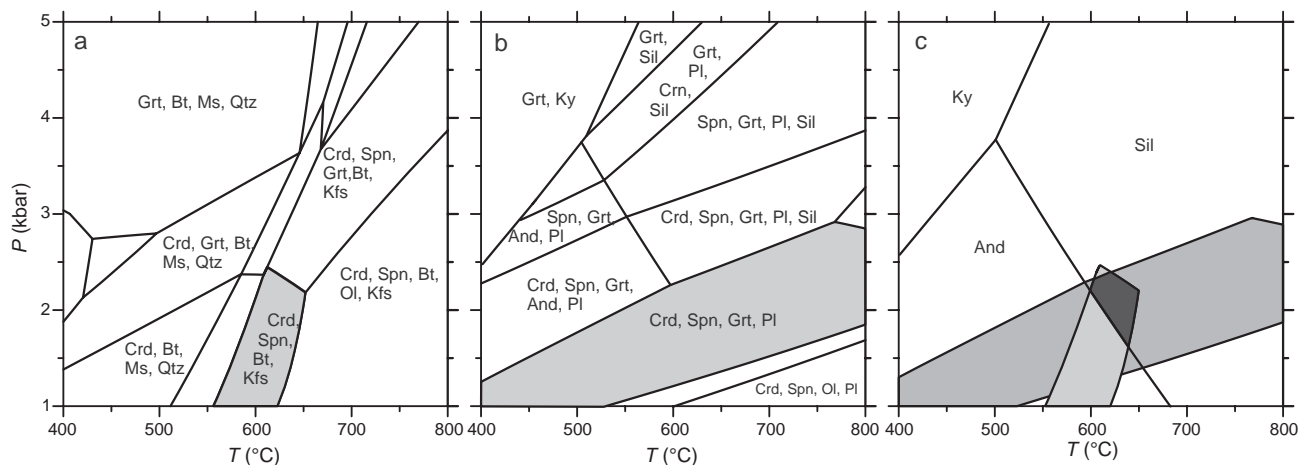 a
P (kbar)
5
4
3
2
1
Grt, Bt, Ms, Qtz
Crd, Spn,
Grt,Bt,
Kfs
Crd, Grt, Bt,
Ms, Qtz
Crd, Spn, Bt,
Ol, Kfs
Crd, Bt,
Ms, Qtz
Crd,
Spn,
Bt,
Kfs
400
500
600
700
800
T (°C)
b
Grt,
Sil
Grt,
Pl,
Crn,
Sil
Grt, Ky
Spn, Grt, Pl, Sil
Spn, Grt
And, Pl
Crd, Spn, Grt, Pl, Sil
Crd, Spn, Grt,
And, Pl
Crd, Spn, Grt, Pl
Crd, Spn, Ol, Pl
400
500
600
700
800
T (°C)
c
Ky
Sil
And
400
500
600
700
800
T (°C)